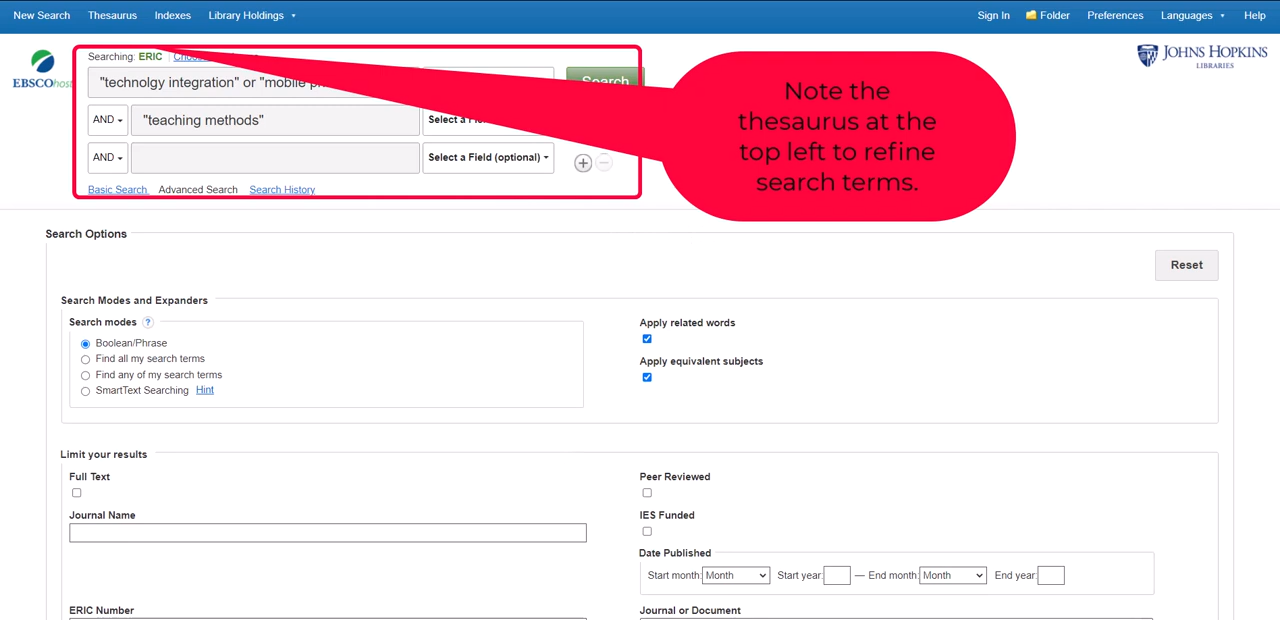 New Search Thesaurus Indexes Library Holdings Sign In Folder Preferences Languages Help
EBSCOhost
Searching: ERIC
"technolgy integration" or "mobile
Search
JOHNS HOPKINS
LIBRARIES
Note the
thesaurus at the
top left to refine
search terms.
AND "teaching methods" Select a
AND Select a Field (optional)
Basic Search Advanced Search Search History
Search Options
Reset
Search Modes and Expanders
Search modes ?
Boolean/Phrase
Find all my search terms
Find any of my search terms
SmartText Searching Hint
Apply related words
Apply equivalent subjects
Limit your results
Full Text
Journal Name
Peer Reviewed
IES Funded
Date Published
Start month: Month Start year: — End month: Month End year:
ERIC Number
Journal or Document